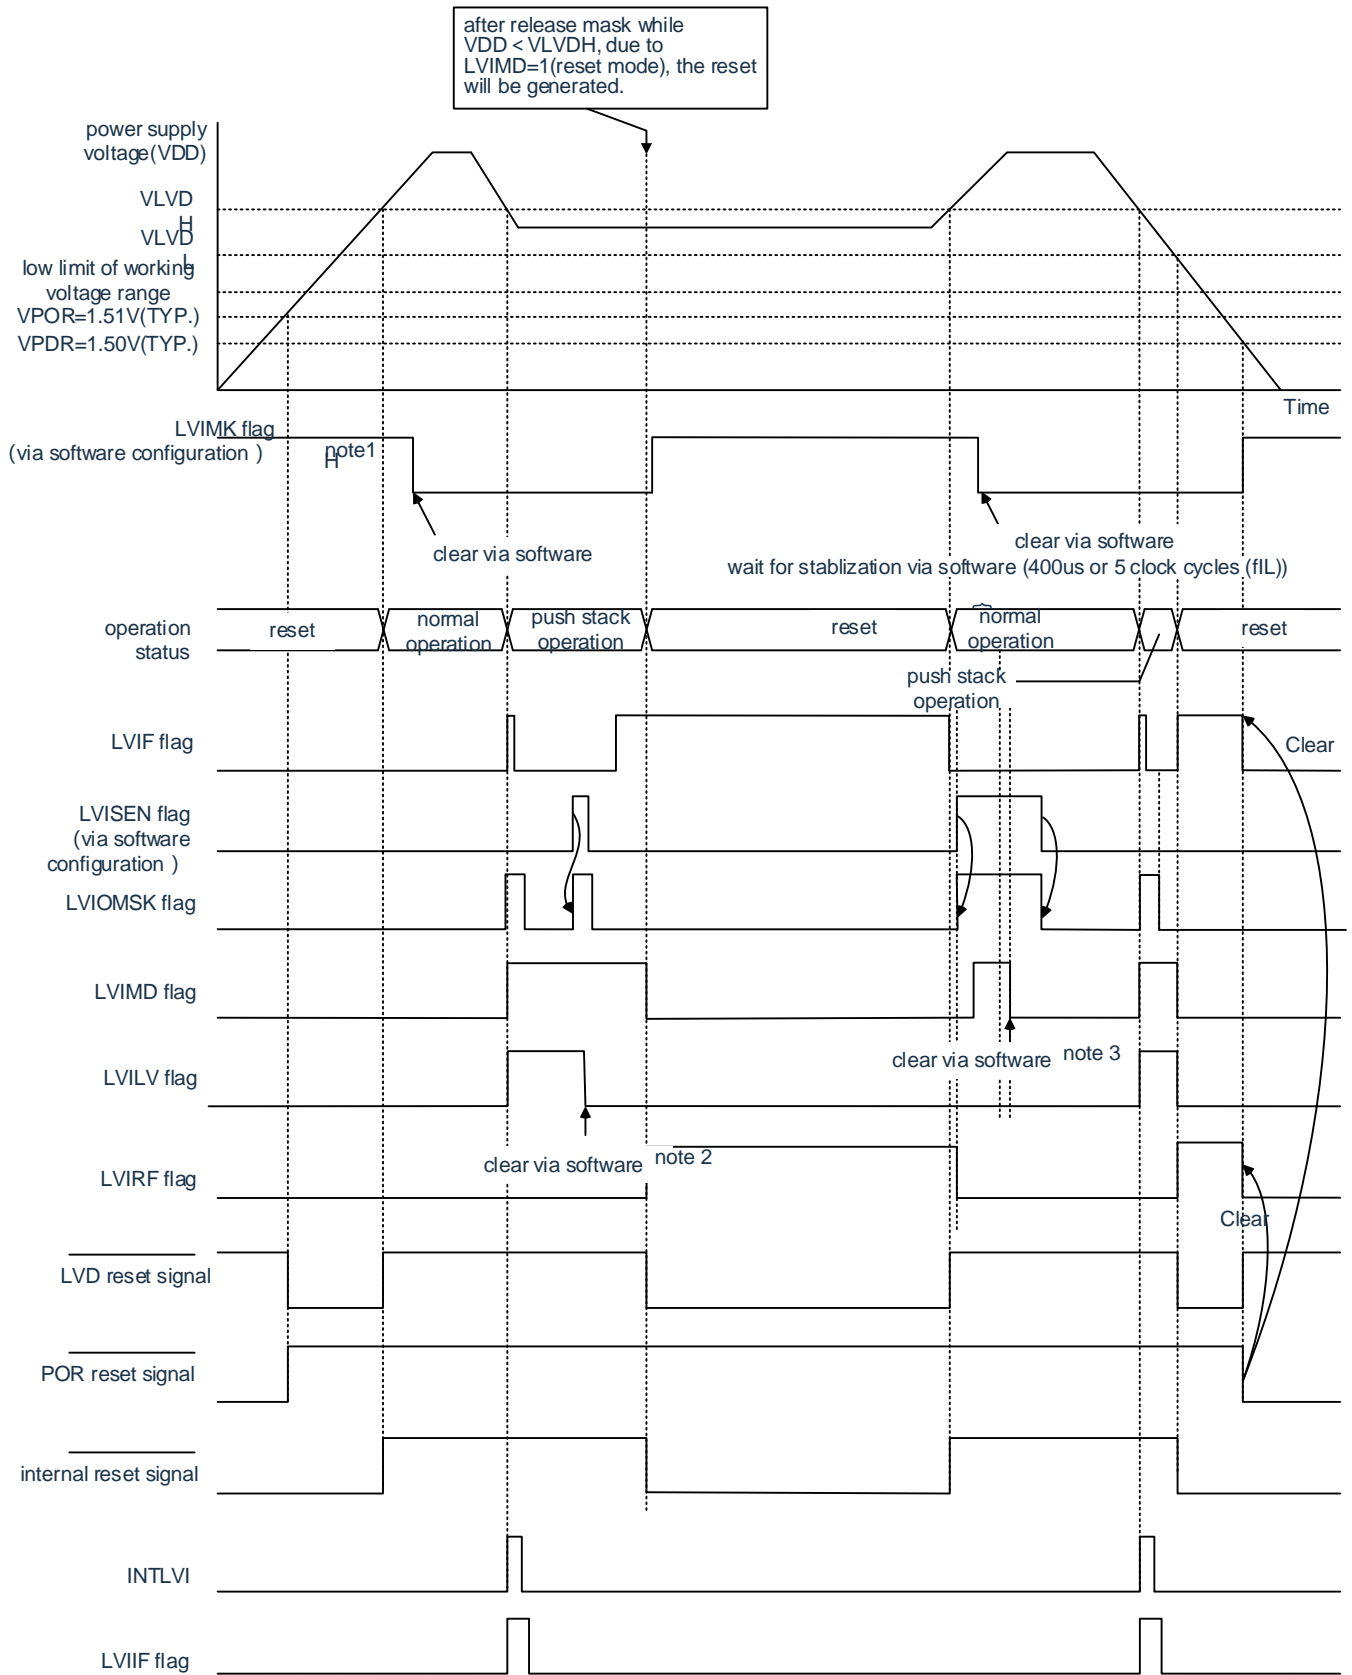 after release mask while
VDD < VLVDH, due to
LVIMD=1(reset mode), the reset
will be generated.
power supply
voltage(VDD)
VLVD
H
VLVD
L
low limit of working
voltage range
VPOR=1.51V(TYP.)
VPDR=1.50V(TYP.)
Time
LVIMK flag
(via software configuration )
H
note1
clear via software
clear via software
wait for stablization via software (400us or 5 clock cycles (fIL))
operation
status
reset
normal
operation
push stack
operation
reset
normal
operation
reset
push stack
operation
LVIF flag
Clear
LVISEN flag
(via software
configuration )
LVIOMSK flag
LVIMD flag
clear via software
note 3
LVILV flag
clear via software
note 2
LVIRF flag
Clear
LVD reset signal
POR reset signal
internal reset signal
INTLVI
LVIIF flag